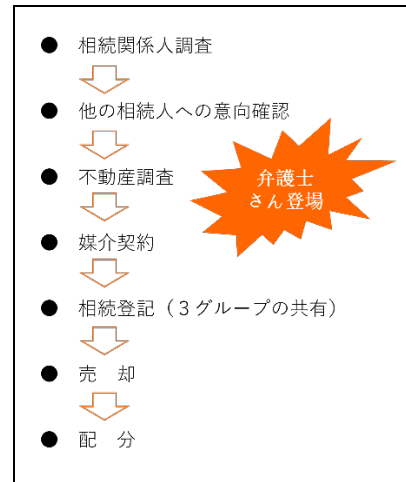 ● 相続関係人調査
● 他の相続人への意向確認
● 不動産調査
弁護士
さん登場
● 媒介契約
● 相続登記（３グループの共有）
● 売　却
● 配　分